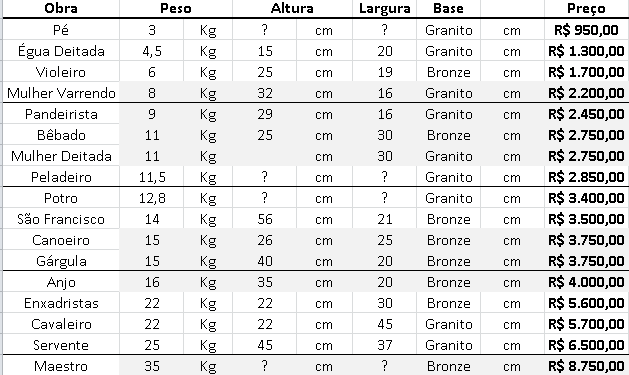 Obra Peso Altura Largura Base Preço
Pé 3 Kg ? cm ? Granito cm R$ 950,00
Égua Deitada 4,5 Kg 15 cm 20 Granito cm R$ 1.300,00
Violeiro 6 Kg 25 cm 19 Bronze cm R$ 1.700,00
Mulher Varrendo 8 Kg 32 cm 16 Granito cm R$ 2.200,00
Pandeirista 9 Kg 29 cm 16 Granito cm R$ 2.450,00
Bêbado 11 Kg 25 cm 30 Bronze cm R$ 2.750,00
Mulher Deitada 11 Kg cm 30 Granito cm R$ 2.750,00
Peladeiro 11,5 Kg ? cm ? Granito cm R$ 2.850,00
Potro 12,8 Kg ? cm ? Granito cm R$ 3.400,00
São Francisco 14 Kg 56 cm 21 Bronze cm R$ 3.500,00
Canoeiro 15 Kg 26 cm 25 Bronze cm R$ 3.750,00
Gárgula 15 Kg 40 cm 20 Bronze cm R$ 3.750,00
Anjo 16 Kg 35 cm 20 Bronze cm R$ 4.000,00
Enxadristas 22 Kg 22 cm 30 Bronze cm R$ 5.600,00
Cavaleiro 22 Kg 22 cm 45 Granito cm R$ 5.700,00
Servente 25 Kg 45 cm 37 Granito cm R$ 6.500,00
Maestro 35 Kg ? cm ? Bronze cm R$ 8.750,00